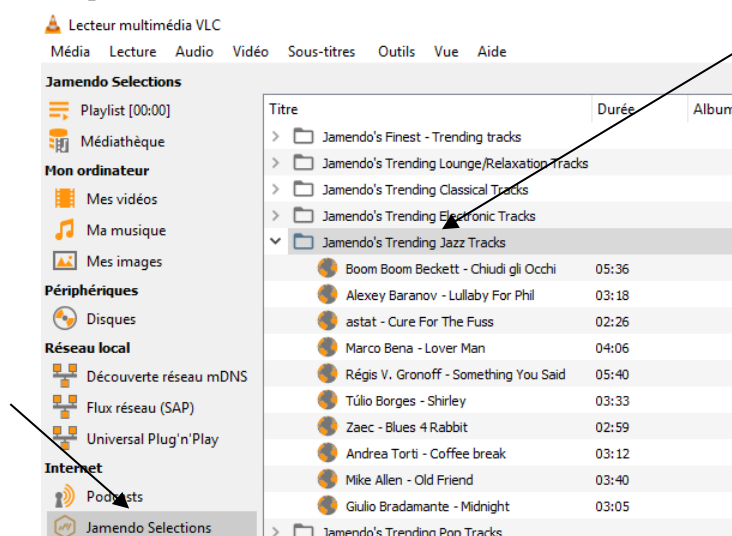 Lecteur multimédia VLC
Média Lecture Audio Vidéo Sous-titres Outils Vue Aide
Jamendo Selections
Playlist [00:00]
Médiathèque
Mon ordinateur
Mes vidéos
Ma musique
Mes images
Périphériques
Disques
Réseau local
Découverte réseau mDNS
Flux réseau (SAP)
Universal Plug'n'Play
Internet
Podcasts
Jamendo Selections
Titre Durée Album
Jamendo's Finest - Trending tracks
Jamendo's Trending Lounge/Relaxation Tracks
Jamendo's Trending Classical Tracks
Jamendo's Trending Electronic Tracks
Jamendo's Trending Jazz Tracks
Boom Boom Beckett - Chiudi gli Occhi 05:36
Alexey Baranov - Lullaby For Phil 03:18
astat - Cure For The Fuss 02:26
Marco Bena - Lover Man 04:06
Régis V. Gronoff - Something You Said 05:40
Túlio Borges - Shirley 03:33
Zaec - Blues 4 Rabbit 02:59
Andrea Torti - Coffee break 03:12
Mike Allen - Old Friend 03:40
Giulio Bradamante - Midnight 03:05
Jamendo's Trending Pop Tracks